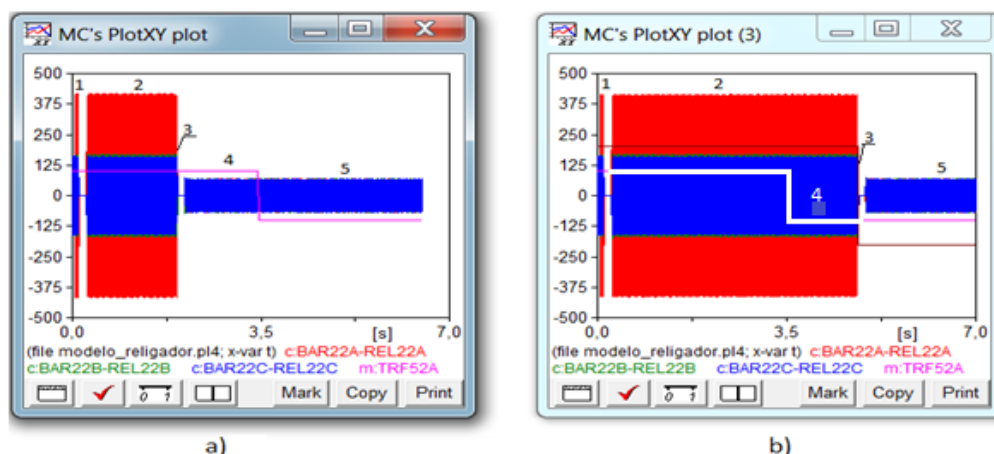 MC's PlotXY plot
500
375
250
125
0
-125
-250
-375
-500
1
2
3
4
5
0,0
3,5
[s]
7,0
(file modelo_religador.pl4; x-var t) c:BAR22A-REL22A
c:BAR22B-REL22B c:BAR22C-REL22C m:TRF52A
0 1
Mark
Copy
Print
a)
MC's PlotXY plot (3)
500
375
250
125
0
-125
-250
-375
-500
1
2
3
4
5
0,0
3,5
[s]
7,0
(file modelo_religador.pl4; x-var t) c:BAR22A-REL22A
c:BAR22B-REL22B c:BAR22C-REL22C m:TRF52A
0 1
Mark
Copy
Print
b)